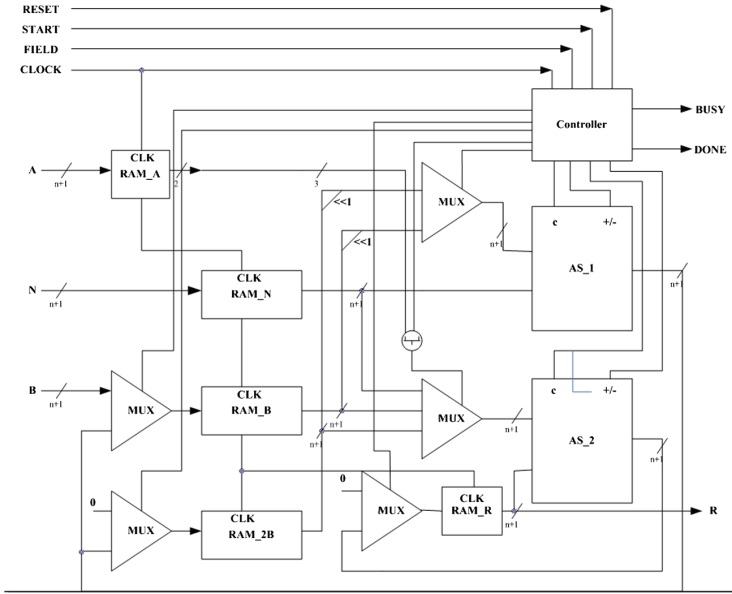 RESET
START
FIELD
CLOCK
Controller
BUSY
DONE
A
n+1
CLK
RAM_A
2
3
<<1
MUX
n+1
c
+/-
AS_1
n+1
<<1
N
n+1
CLK
RAM_N
n+1
B
n+1
MUX
CLK
RAM_B
n+1
n+1
MUX
n+1
c
+/-
AS_2
n+1
0
MUX
CLK
RAM_2B
0
MUX
CLK
RAM_R
n+1
R